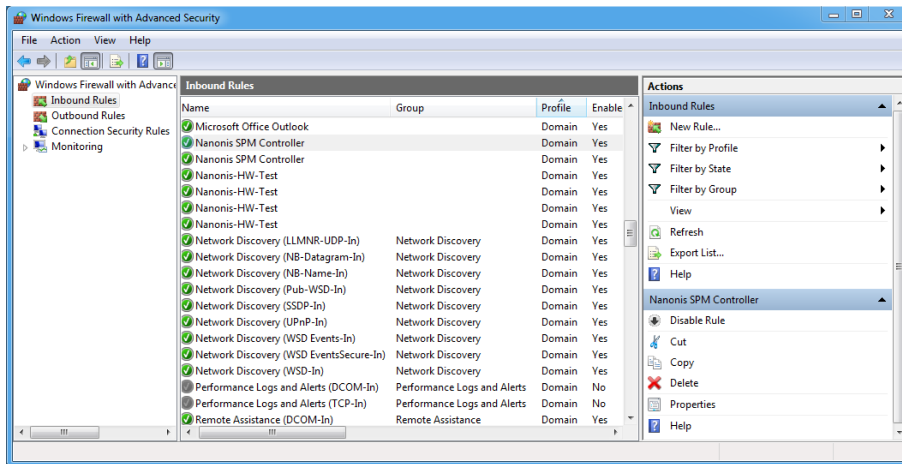 Windows Firewall with Advanced Security
File Action View Help
Windows Firewall with Advance
Inbound Rules
Outbound Rules
Connection Security Rules
Monitoring
Inbound Rules
Name Group Profile Enable
Microsoft Office Outlook Domain Yes
Nanonis SPM Controller Domain Yes
Nanonis SPM Controller Domain Yes
Nanonis-HW-Test Domain Yes
Nanonis-HW-Test Domain Yes
Nanonis-HW-Test Domain Yes
Nanonis-HW-Test Domain Yes
Network Discovery (LLMNR-UDP-In) Network Discovery Domain Yes
Network Discovery (NB-Datagram-In) Network Discovery Domain Yes
Network Discovery (NB-Name-In) Network Discovery Domain Yes
Network Discovery (Pub-WSD-In) Network Discovery Domain Yes
Network Discovery (SSDP-In) Network Discovery Domain Yes
Network Discovery (UPnP-In) Network Discovery Domain Yes
Network Discovery (WSD Events-In) Network Discovery Domain Yes
Network Discovery (WSD EventsSecure-In) Network Discovery Domain Yes
Network Discovery (WSD-In) Network Discovery Domain Yes
Performance Logs and Alerts (DCOM-In) Performance Logs and Alerts Domain No
Performance Logs and Alerts (TCP-In) Performance Logs and Alerts Domain No
Remote Assistance (DCOM-In) Remote Assistance Domain Yes
Actions
Inbound Rules
New Rule...
Filter by Profile
Filter by State
Filter by Group
View
Refresh
Export List...
Help
Nanonis SPM Controller
Disable Rule
Cut
Copy
Delete
Properties
Help